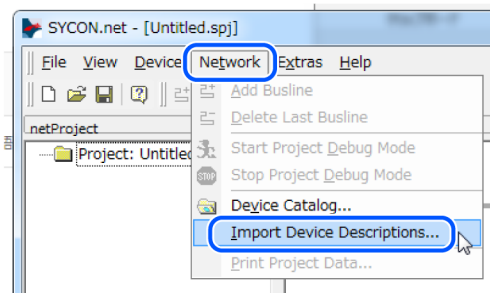 SYCON.net - [Untitled.spj]
File View Device Network Extras Help
netProject
Project: Untitled
Add Busline
Delete Last Busline
Start Project Debug Mode
STOP Stop Project Debug Mode
Device Catalog...
Import Device Descriptions...
Print Project Data...